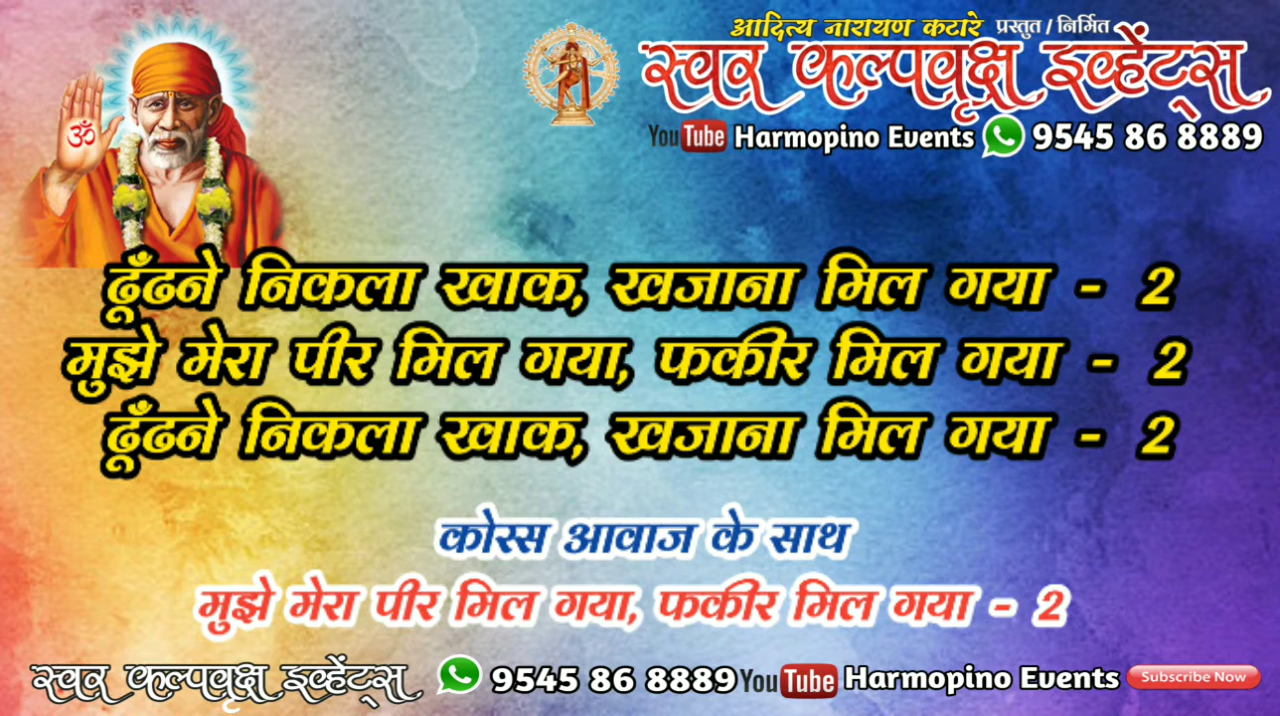 आदित्य नारायण कटारे प्रस्तुत / निर्मित
स्वर कल्पवृक्ष इव्हेंट्स
YouTube Harmopino Events 9545 86 8889
ॐ
ढूँढने निकला खाक, खजाना मिल गया - 2
मुझे मेरा पीर मिल गया, फकीर मिल गया - 2
ढूँढने निकला खाक, खजाना मिल गया - 2
कोरस आवाज के साथ
मुझे मेरा पीर मिल गया, फकीर मिल गया - 2
स्वर कल्पवृक्ष इव्हेंट्स 9545 86 8889 YouTube Harmopino Events Subscribe Now